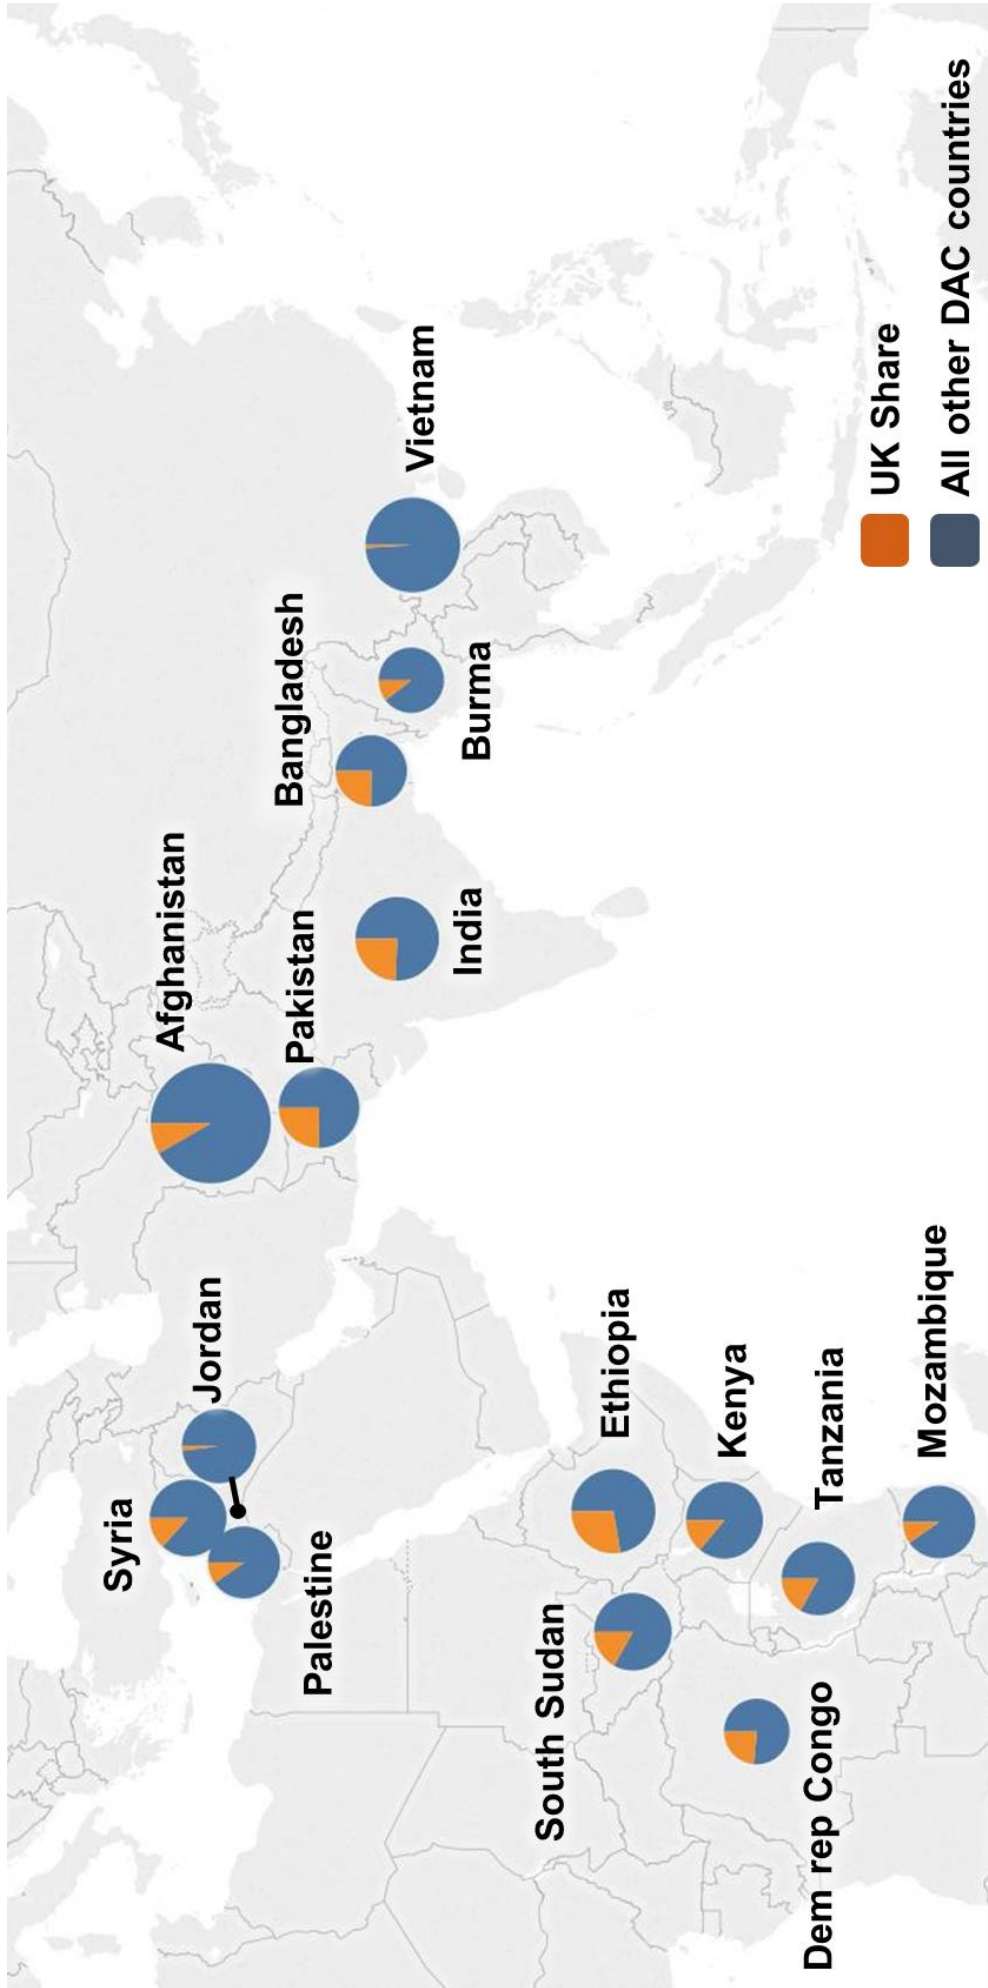 Syria
Jordan
Palestine
Afghanistan
Pakistan
India
Bangladesh
Burma
Vietnam
South Sudan
Ethiopia
Kenya
Dem rep Congo
Tanzania
Mozambique
UK Share
All other DAC countries